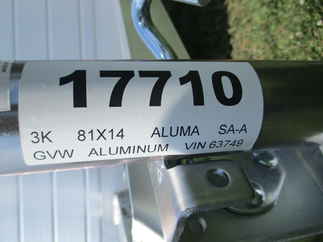 17710
3K 81X14 ALUMA SA-A
GVW ALUMINUM VIN 63749